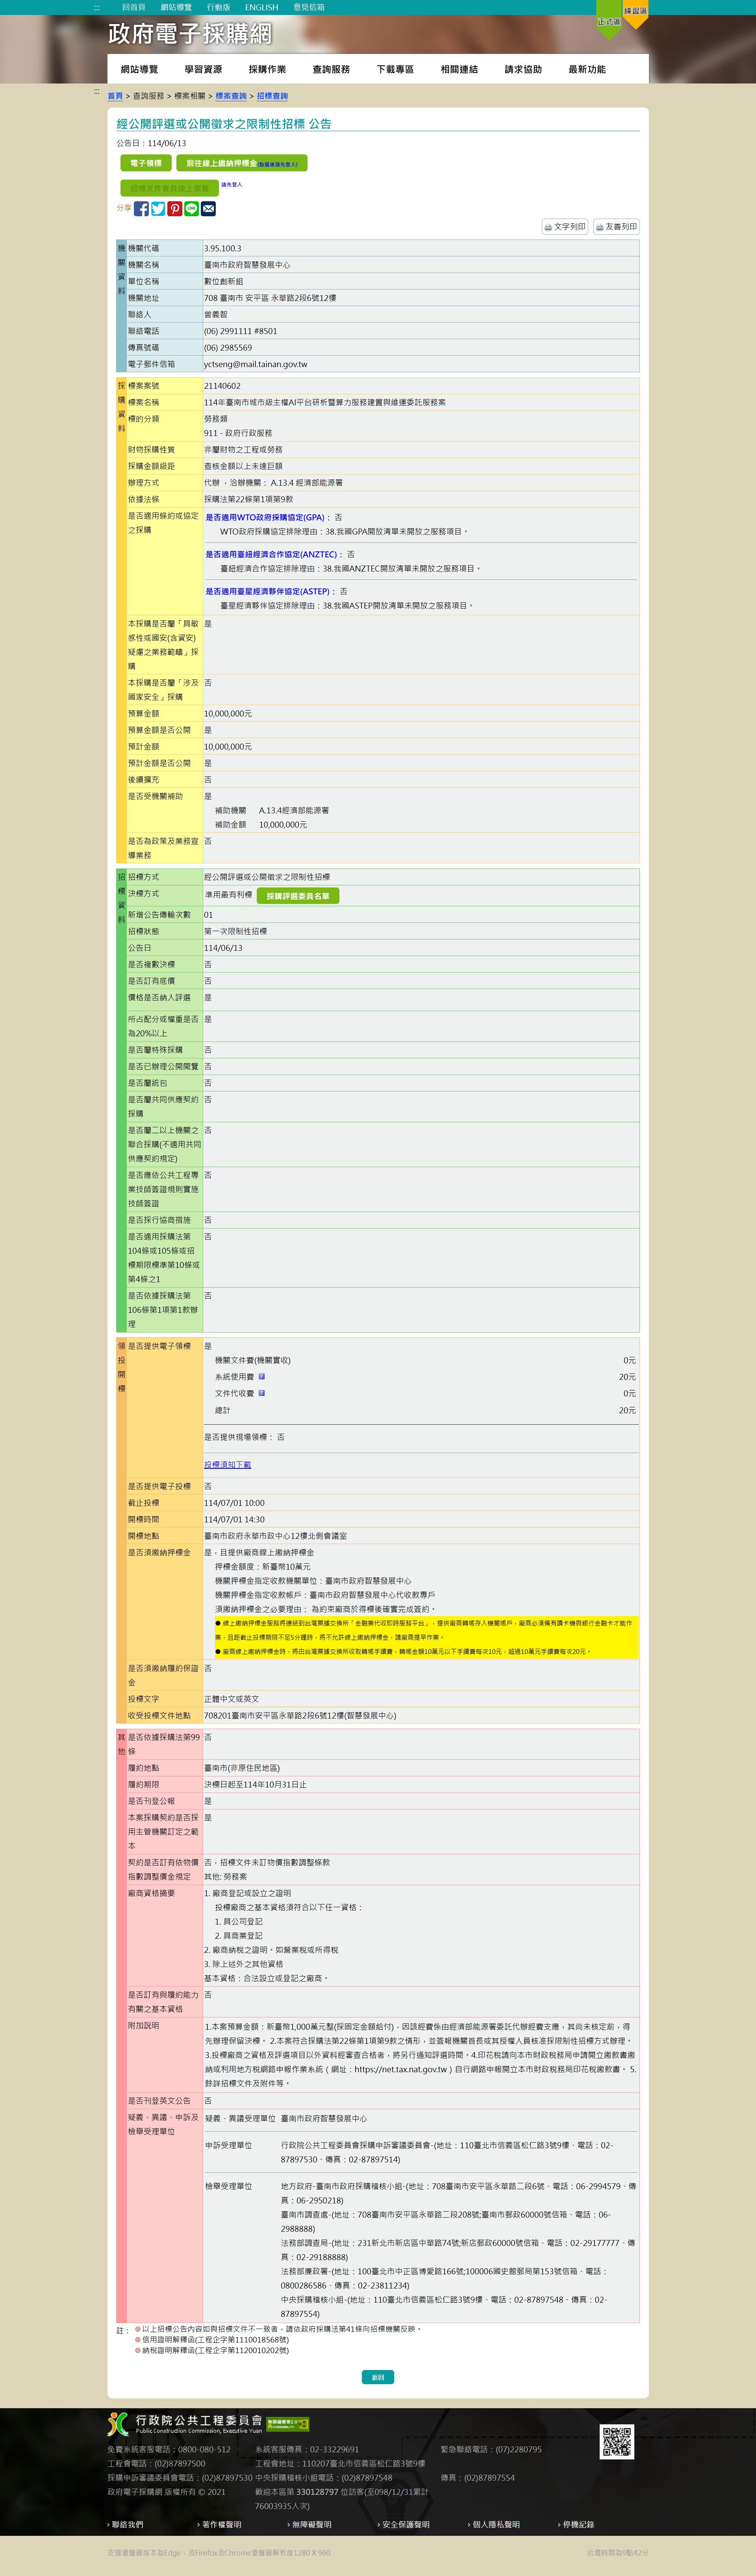 :::
回首頁 網站導覽 行動版 ENGLISH 意見信箱
正式區 練習區
政府電子採購網
網站導覽 學習資源 採購作業 查詢服務 下載專區 相關連結 請求協助 最新功能
:::
首頁 > 查詢服務 > 標案相關 > 標案查詢 > 招標查詢
經公開評選或公開徵求之限制性招標 公告
公告日：114/06/13
電子領標 前往線上繳納押標金(點選後請先登入)
招標文件會員線上瀏覽 請先登入
分享
文字列印 友善列印
機關資料
機關代碼 3.95.100.3
機關名稱 臺南市政府智慧發展中心
單位名稱 數位創新組
機關地址 708 臺南市 安平區 永華路2段6號12樓
聯絡人 曾義智
聯絡電話 (06) 2991111 #8501
傳真號碼 (06) 2985569
電子郵件信箱 yctseng@mail.tainan.gov.tw
採購資料
標案案號 21140602
標案名稱 114年臺南市城市級主權AI平台研析暨算力服務建置與維運委託服務案
標的分類 勞務類
911 - 政府行政服務
財物採購性質 非屬財物之工程或勞務
採購金額級距 查核金額以上未達巨額
辦理方式 代辦 ，洽辦機關： A.13.4 經濟部能源署
依據法條 採購法第22條第1項第9款
是否適用條約或協定之採購
是否適用WTO政府採購協定(GPA)： 否
WTO政府採購協定排除理由：38.我國GPA開放清單未開放之服務項目。
是否適用臺紐經濟合作協定(ANZTEC)： 否
臺紐經濟合作協定排除理由：38.我國ANZTEC開放清單未開放之服務項目。
是否適用臺星經濟夥伴協定(ASTEP)： 否
臺星經濟夥伴協定排除理由：38.我國ASTEP開放清單未開放之服務項目。
本採購是否屬「具敏感性或國安(含資安)疑慮之業務範疇」採購 是
本採購是否屬「涉及國家安全」採購 否
預算金額 10,000,000元
預算金額是否公開 是
預計金額 10,000,000元
預計金額是否公開 是
後續擴充 否
是否受機關補助 是
補助機關 A.13.4經濟部能源署
補助金額 10,000,000元
是否為政策及業務宣導業務 否
招標資料
招標方式 經公開評選或公開徵求之限制性招標
決標方式 準用最有利標 採購評選委員名單
新增公告傳輸次數 01
招標狀態 第一次限制性招標
公告日 114/06/13
是否複數決標 否
是否訂有底價 否
價格是否納入評選 是
所占配分或權重是否為20%以上 是
是否屬特殊採購 否
是否已辦理公開閱覽 否
是否屬統包 否
是否屬共同供應契約採購 否
是否屬二以上機關之聯合採購(不適用共同供應契約規定) 否
是否應依公共工程專業技師簽證規則實施技師簽證 否
是否採行協商措施 否
是否適用採購法第104條或105條或招標期限標準第10條或第4條之1 否
是否依據採購法第106條第1項第1款辦理 否
領投開標
是否提供電子領標 是
機關文件費(機關實收) 0元
系統使用費 20元
文件代收費 0元
總計 20元
是否提供現場領標： 否
投標須知下載
是否提供電子投標 否
截止投標 114/07/01 10:00
開標時間 114/07/01 14:30
開標地點 臺南市政府永華市政中心12樓北側會議室
是否須繳納押標金 是，且提供廠商線上繳納押標金
押標金額度：新臺幣10萬元
機關押標金指定收款機關單位：臺南市政府智慧發展中心
機關押標金指定收款帳戶：臺南市政府智慧發展中心代收款專戶
須繳納押標金之必要理由： 為約束廠商於得標後確實完成簽約。
● 線上繳納押標金服務將連結到台灣票據交換所「金融業代收即時服務平台」，提供廠商轉帳存入機關帳戶，廠商必須備有讀卡機與銀行金融卡才能作業，且距截止投標期限不足5分鐘時，將不允許線上繳納押標金，請廠商提早作業。
● 廠商線上繳納押標金時，將由台灣票據交換所收取轉帳手續費，轉帳金額10萬元以下手續費每次10元，超過10萬元手續費每次20元。
是否須繳納履約保證金 否
投標文字 正體中文或英文
收受投標文件地點 708201臺南市安平區永華路2段6號12樓(智慧發展中心)
其他
是否依據採購法第99條 否
履約地點 臺南市(非原住民地區)
履約期限 決標日起至114年10月31日止
是否刊登公報 是
本案採購契約是否採用主管機關訂定之範本 是
契約是否訂有依物價指數調整價金規定 否，招標文件未訂物價指數調整條款
其他: 勞務案
廠商資格摘要 1. 廠商登記或設立之證明
投標廠商之基本資格須符合以下任一資格：
1. 具公司登記
2. 具商業登記
2. 廠商納稅之證明。如營業稅或所得稅
3. 除上述外之其他資格
基本資格：合法設立或登記之廠商。
是否訂有與履約能力有關之基本資格 否
附加說明 1.本案預算金額：新臺幣1,000萬元整(採固定金額給付)，因該經費係由經濟部能源署委託代辦經費支應，其尚未核定前，得先辦理保留決標。 2.本案符合採購法第22條第1項第9款之情形，並簽報機關首長或其授權人員核准採限制性招標方式辦理。 3.投標廠商之資格及評選項目以外資料經審查合格者，將另行通知評選時間。4.印花稅請向本市財政稅務局申請開立繳款書繳納或利用地方稅網路申報作業系統（網址：https://net.tax.nat.gov.tw）自行網路申報開立本市財政稅務局印花稅繳款書。 5.餘詳招標文件及附件等。
是否刊登英文公告 否
疑義、異議、申訴及檢舉受理單位
疑義、異議受理單位 臺南市政府智慧發展中心
申訴受理單位 行政院公共工程委員會採購申訴審議委員會-(地址：110臺北市信義區松仁路3號9樓、電話：02-87897530、傳真：02-87897514)
檢舉受理單位 地方政府-臺南市政府採購稽核小組-(地址：708臺南市安平區永華路二段6號、電話：06-2994579、傳真：06-2950218)
臺南市調查處-(地址：708臺南市安平區永華路二段208號;臺南市郵政60000號信箱、電話：06-2988888)
法務部調查局-(地址：231新北市新店區中華路74號;新店郵政60000號信箱、電話：02-29177777、傳真：02-29188888)
法務部廉政署-(地址：100臺北市中正區博愛路166號;100006國史館郵局第153號信箱、電話：0800286586、傳真：02-23811234)
中央採購稽核小組-(地址：110臺北市信義區松仁路3號9樓、電話：02-87897548、傳真：02-87897554)
註： ◎以上招標公告內容如與招標文件不一致者，請依政府採購法第41條向招標機關反映。
◎信用證明解釋函(工程企字第1110018568號)
◎納稅證明解釋函(工程企字第1120010202號)
返回
行政院公共工程委員會
Public Construction Commission, Executive Yuan
免費系統客服電話：0800-080-512 系統客服傳真：02-33229691 緊急聯絡電話：(07)2280795
工程會電話：(02)87897500 工程會地址：110207臺北市信義區松仁路3號9樓
採購申訴審議委員會電話：(02)87897530 中央採購稽核小組電話：(02)87897548 傳真：(02)87897554
政府電子採購網 版權所有 © 2021 歡迎本區第 330128797 位訪客(至098/12/31累計76003935人次)
聯絡我們 著作權聲明 無障礙聲明 安全保護聲明 個人隱私聲明 停機記錄
支援瀏覽器版本為Edge，及Firefox及Chrome瀏覽器解析度1280 X 960
台灣時間為9點42分